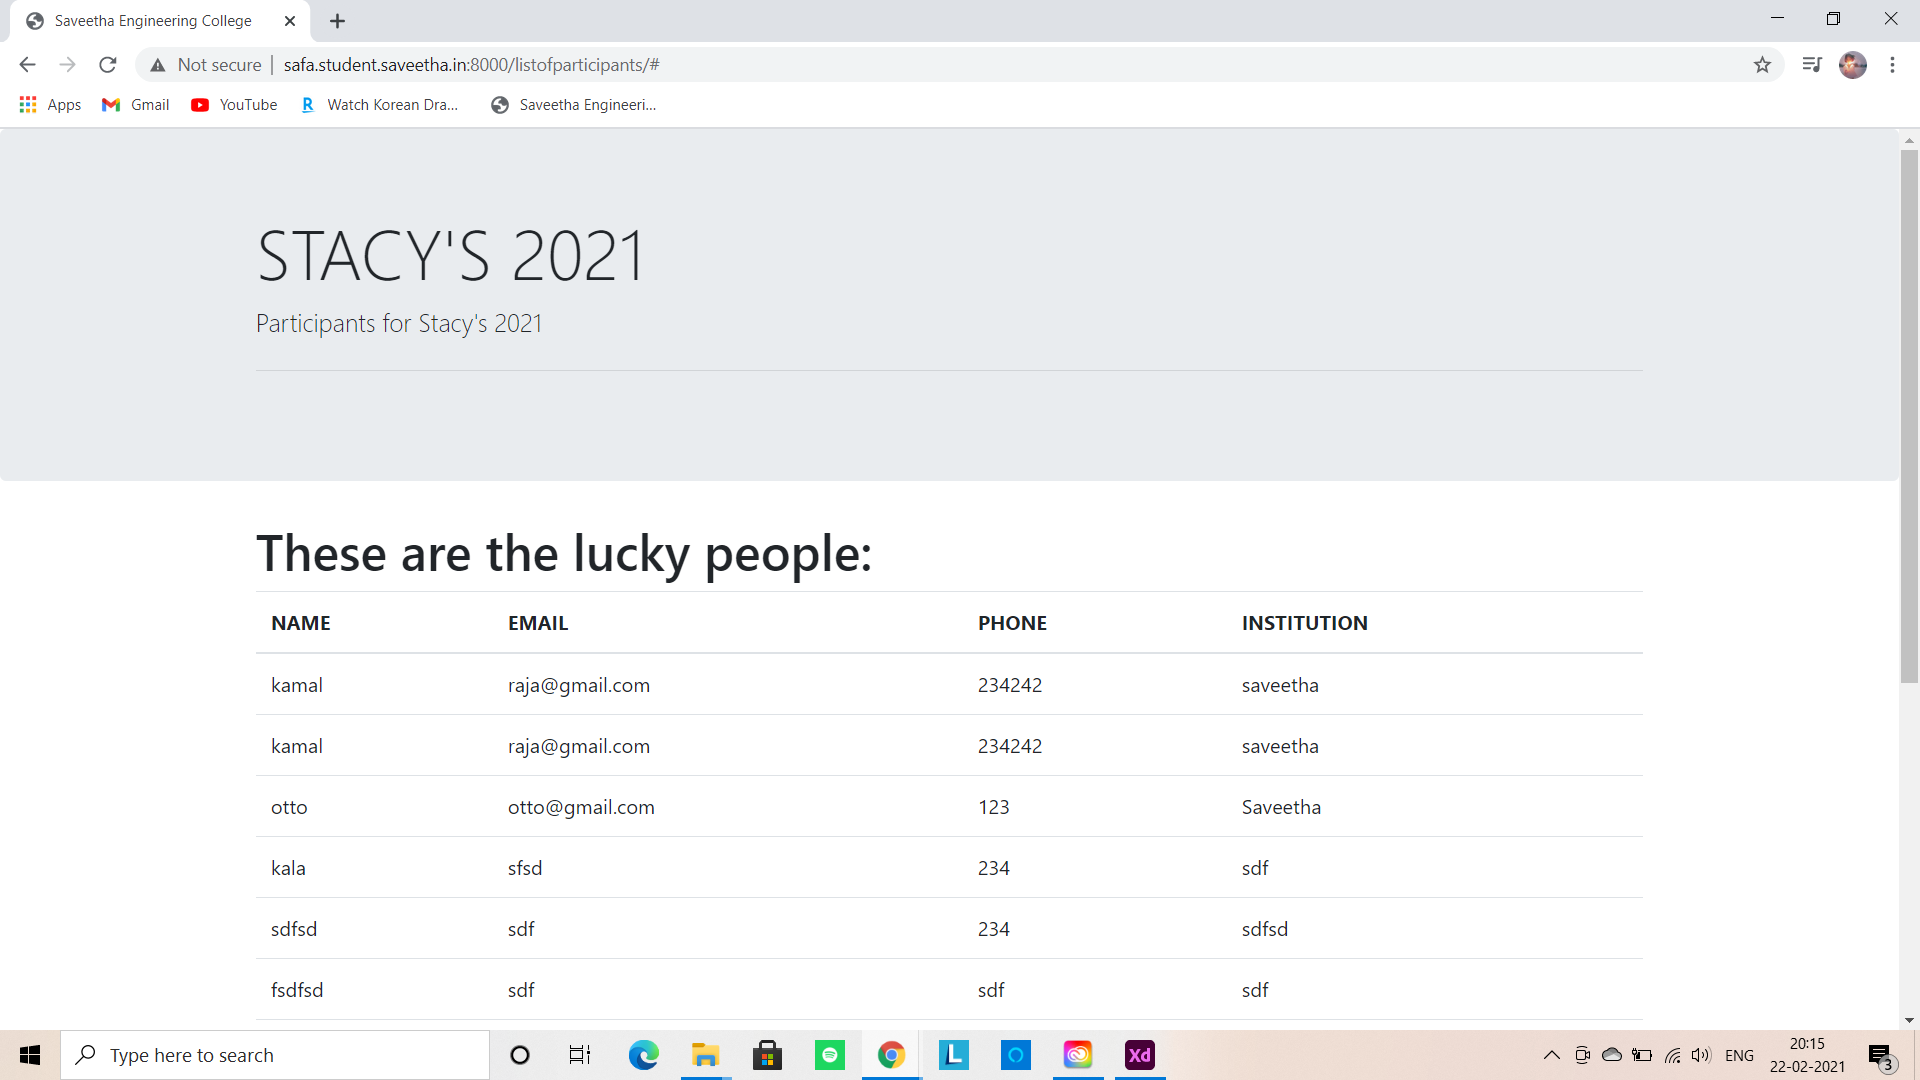 Saveetha Engineering College
Not secure | safa.student.saveetha.in:8000/listofparticipants/#
Apps Gmail YouTube R Watch Korean Dra... Saveetha Engineeri...
STACY'S 2021
Participants for Stacy's 2021
These are the lucky people:
NAME EMAIL PHONE INSTITUTION
kamal raja@gmail.com 234242 saveetha
kamal raja@gmail.com 234242 saveetha
otto otto@gmail.com 123 Saveetha
kala sfsd 234 sdf
sdfsd sdf 234 sdfsd
fsdfsd sdf sdf sdf
Type here to search L Xd ENG 20:15
22-02-2021 3